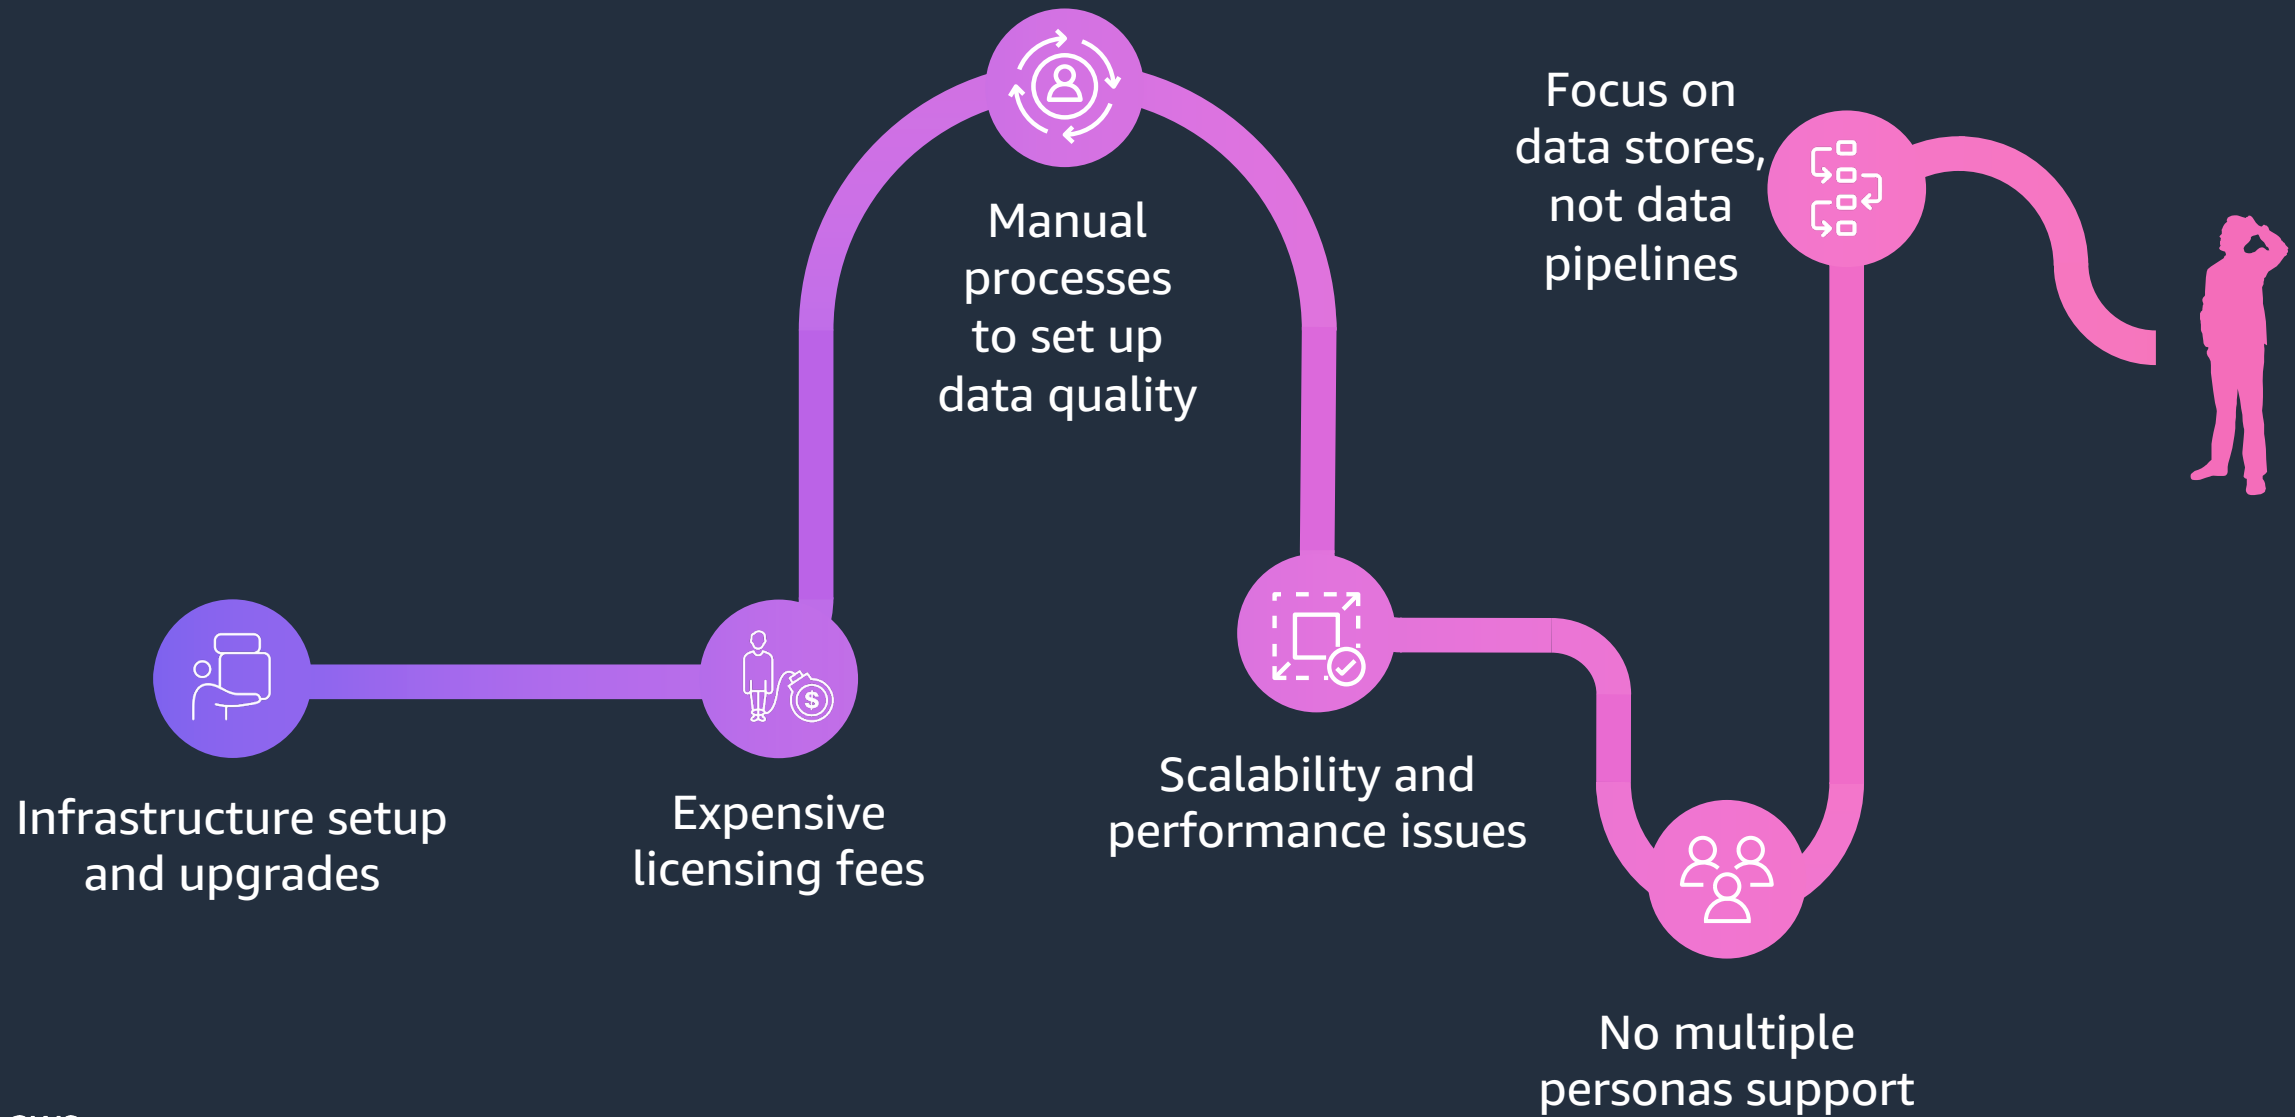 Infrastructure setup
and upgrades
Expensive
licensing fees
Manual
processes
to set up
data quality
Scalability and
performance issues
No multiple
personas support
Focus on
data stores,
not data
pipelines
$